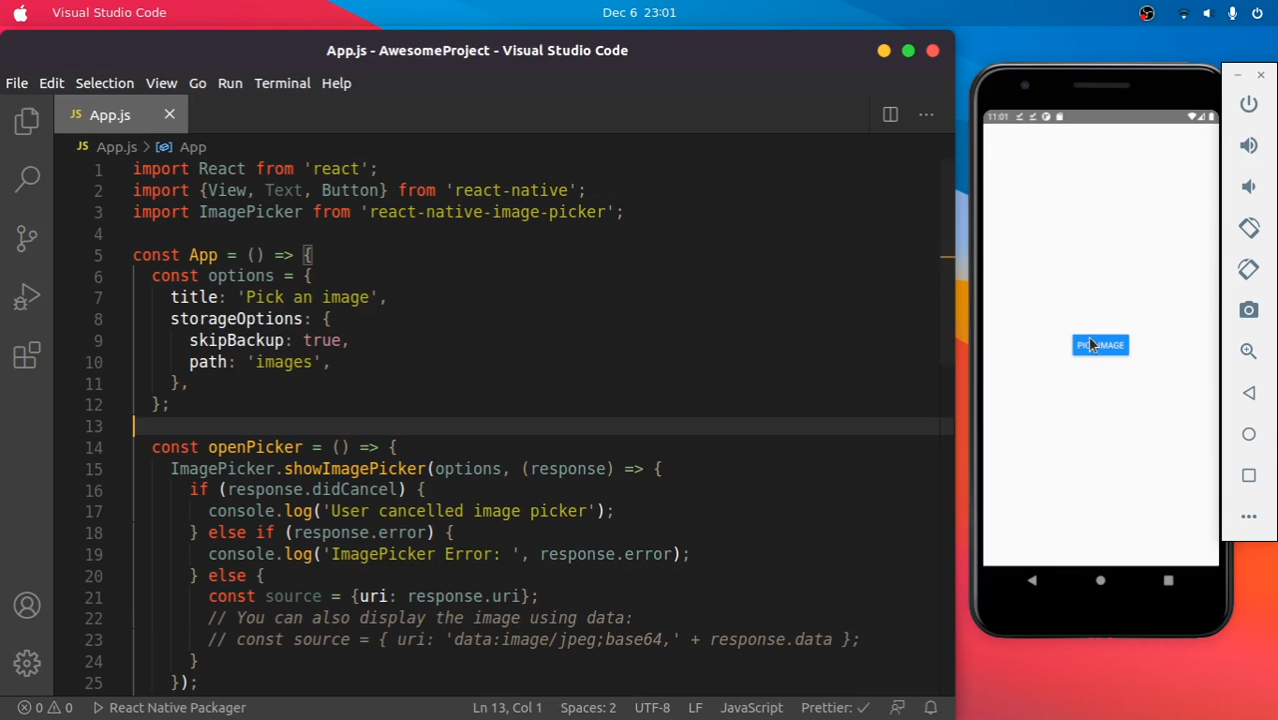 Visual Studio Code
Dec 6 23:01
App.js - AwesomeProject - Visual Studio Code
File Edit Selection View Go Run Terminal Help
JS App.js
JS App.js > App
1 import React from 'react';
2 import {View, Text, Button} from 'react-native';
3 import ImagePicker from 'react-native-image-picker';
4
5 const App = () => {
6 const options = {
7 title: 'Pick an image',
8 storageOptions: {
9 skipBackup: true,
10 path: 'images',
11 },
12 };
13
14 const openPicker = () => {
15 ImagePicker.showImagePicker(options, (response) => {
16 if (response.didCancel) {
17 console.log('User cancelled image picker');
18 } else if (response.error) {
19 console.log('ImagePicker Error: ', response.error);
20 } else {
21 const source = {uri: response.uri};
22 // You can also display the image using data:
23 // const source = { uri: 'data:image/jpeg;base64,' + response.data };
24 }
25 });
0 0 React Native Packager Ln 13, Col 1 Spaces: 2 UTF-8 LF JavaScript Prettier: ✓
11:01
IMAGE